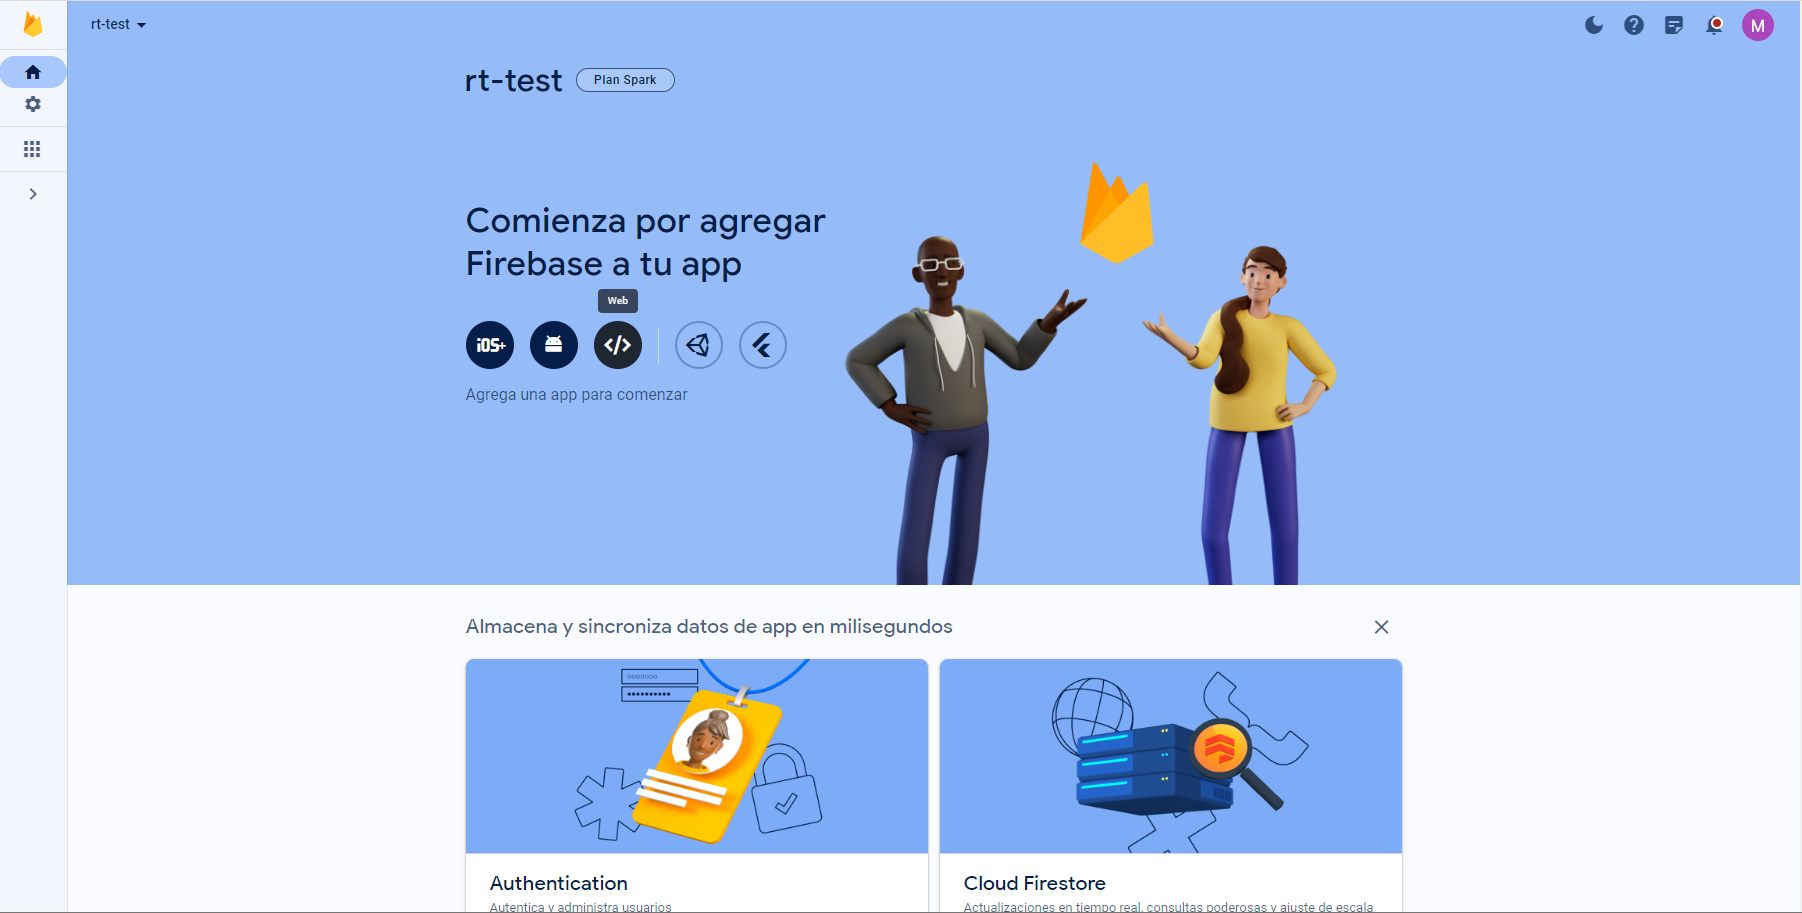 rt-test
M
rt-test
Plan Spark
Comienza por agregar
Firebase a tu app
Web
iOS+
Agrega una app para comenzar
Almacena y sincroniza datos de app en milisegundos
Authentication
Autentica y administra usuarios
Cloud Firestore
Actualizaciones en tiempo real, consultas poderosas y ajuste de escala